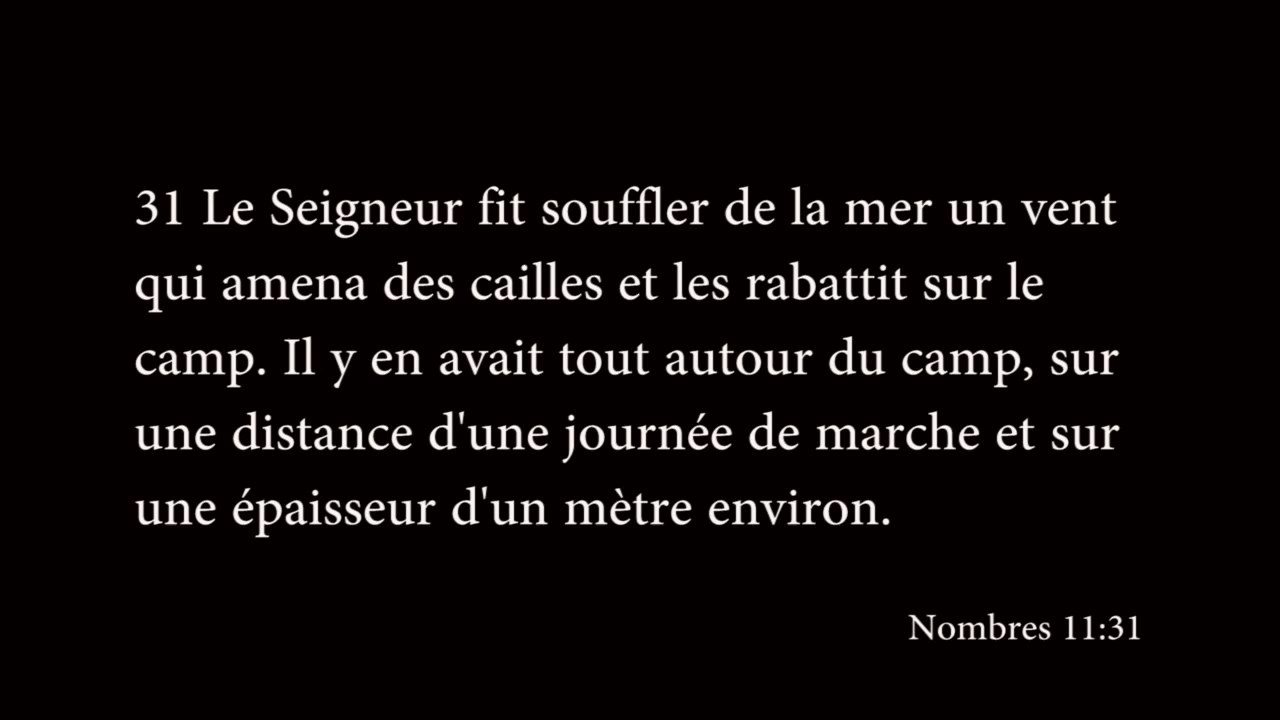 31 Le Seigneur fit souffler de la mer un vent
qui amena des cailles et les rabattit sur le
camp. Il y en avait tout autour du camp, sur
une distance d'une journée de marche et sur
une épaisseur d'un mètre environ.
Nombres 11:31